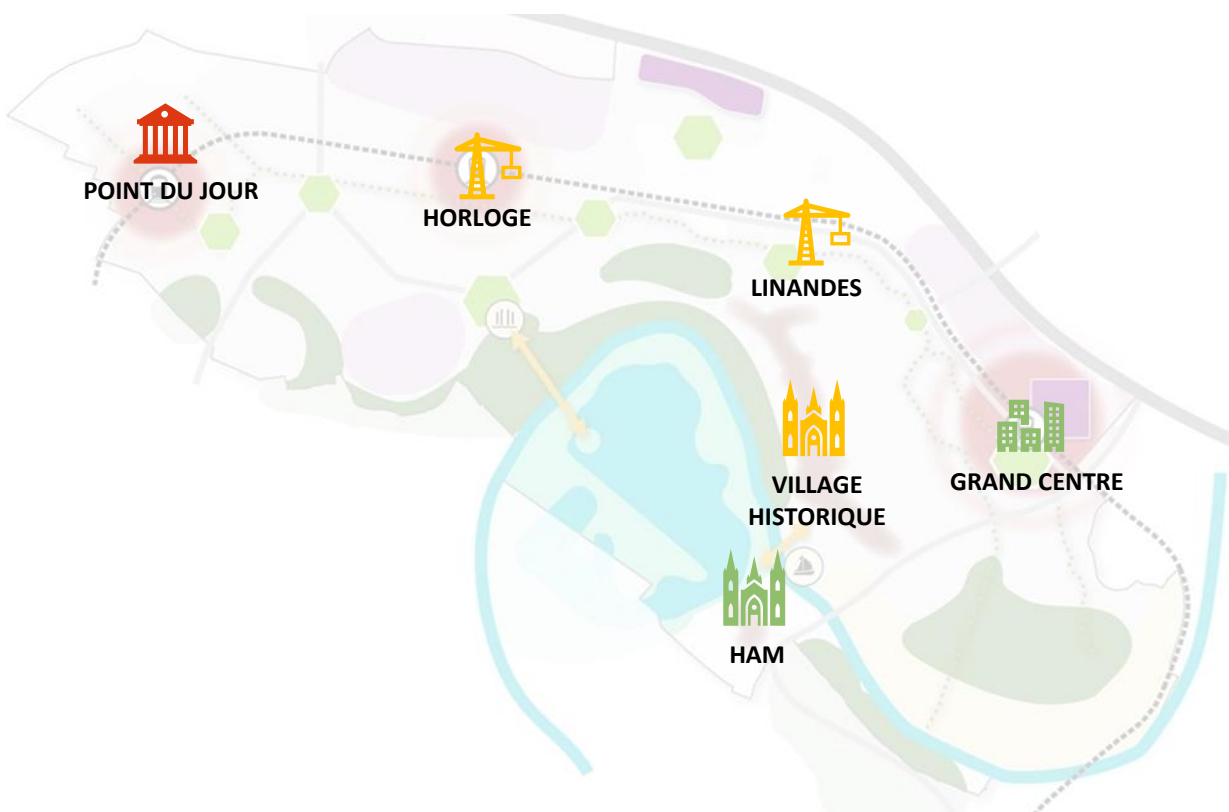 POINT DU JOUR
HORLOGE
LINANDES
VILLAGE
HISTORIQUE
GRAND CENTRE
HAM